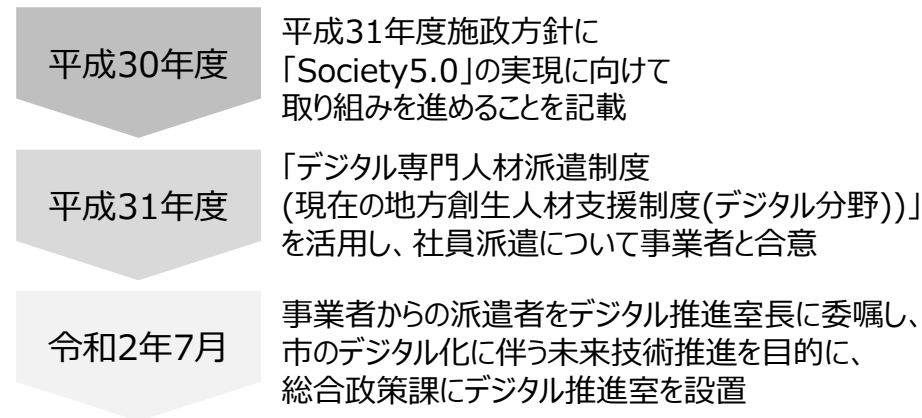 平成30年度
平成31年度施政方針に
「Society5.0」の実現に向けて
取り組みを進めることを記載
平成31年度
「デジタル専門人材派遣制度
(現在の地方創生人材支援制度(デジタル分野))」
を活用し、社員派遣について事業者と合意
令和2年7月
事業者からの派遣者をデジタル推進室長に委嘱し、
市のデジタル化に伴う未来技術推進を目的に、
総合政策課にデジタル推進室を設置